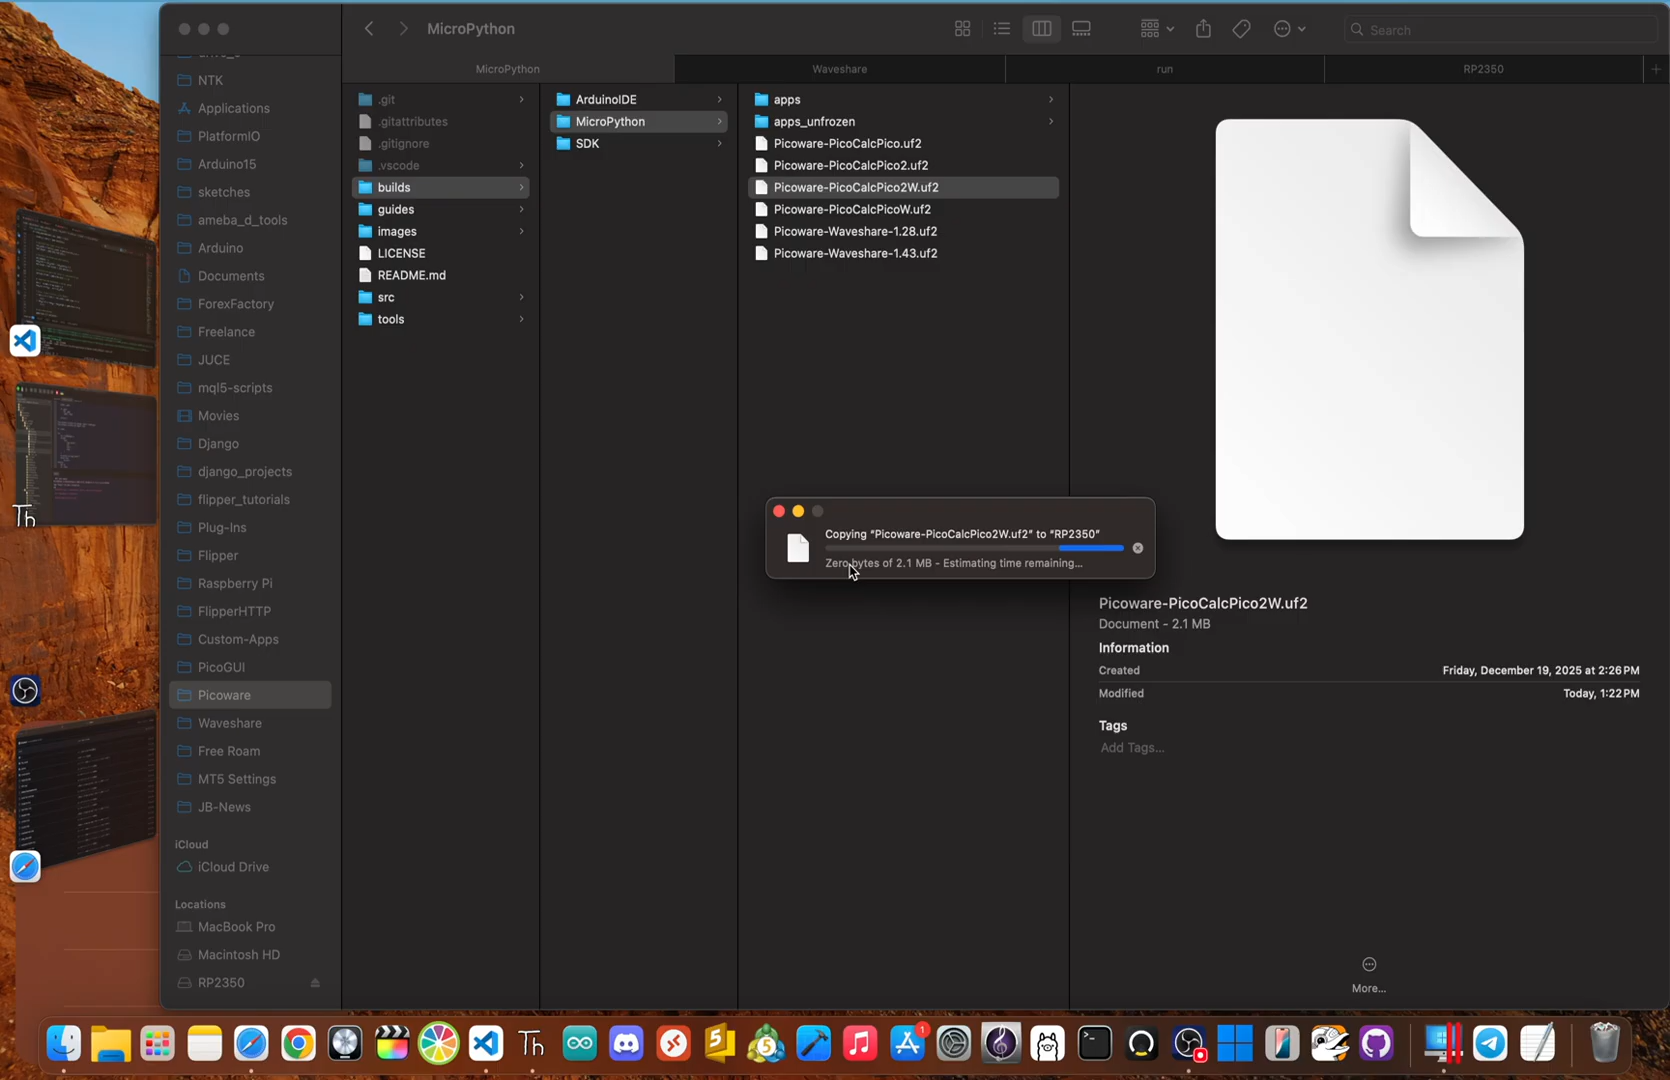 MicroPython
Search
MicroPython
Waveshare
run
RP2350
NTK
Applications
PlatformIO
Arduino15
sketches
ameba_d_tools
Arduino
Documents
ForexFactory
Freelance
JUCE
mql5-scripts
Movies
Django
django_projects
flipper_tutorials
Plug-Ins
Flipper
Raspberry Pi
FlipperHTTP
Custom-Apps
PicoGUI
Picoware
Waveshare
Free Roam
MT5 Settings
JB-News
iCloud
iCloud Drive
Locations
MacBook Pro
Macintosh HD
RP2350
.git
.gitattributes
.gitignore
.vscode
builds
guides
images
LICENSE
README.md
src
tools
ArduinoIDE
MicroPython
SDK
apps
apps_unfrozen
Picoware-PicoCalcPico.uf2
Picoware-PicoCalcPico2.uf2
Picoware-PicoCalcPico2W.uf2
Picoware-PicoCalcPicoW.uf2
Picoware-Waveshare-1.28.uf2
Picoware-Waveshare-1.43.uf2
Copying "Picoware-PicoCalcPico2W.uf2" to "RP2350"
Zero bytes of 2.1 MB - Estimating time remaining...
Picoware-PicoCalcPico2W.uf2
Document - 2.1 MB
Information
Created Friday, December 19, 2025 at 2:26 PM
Modified Today, 1:22 PM
Tags
Add Tags...
More...
Th
Th
5
5
1